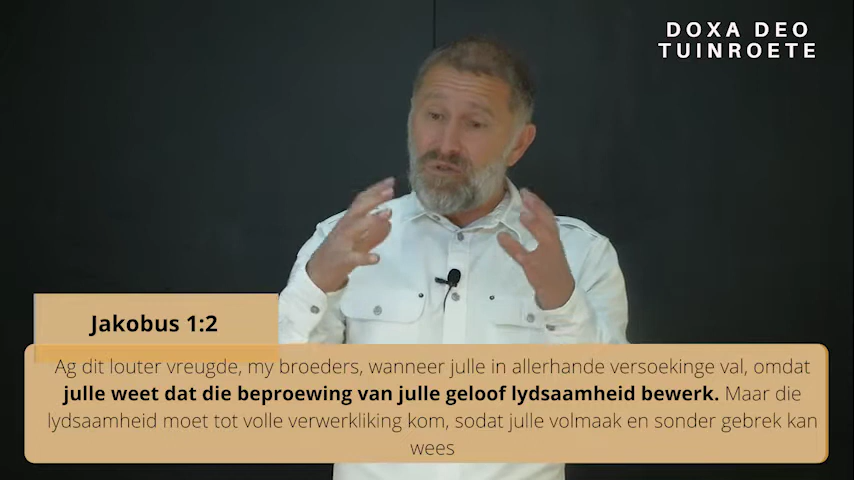 DOXA DEO
TUINROETE
Jakobus 1:2
Ag dit louter vreugde, my broeders, wanneer julle in allerhande versoekinge val, omdat
julle weet dat die beproewing van julle geloof lydsaamheid bewerk. Maar die
lydsaamheid moet tot volle verwerkliking kom, sodat julle volmaak en sonder gebrek kan
wees